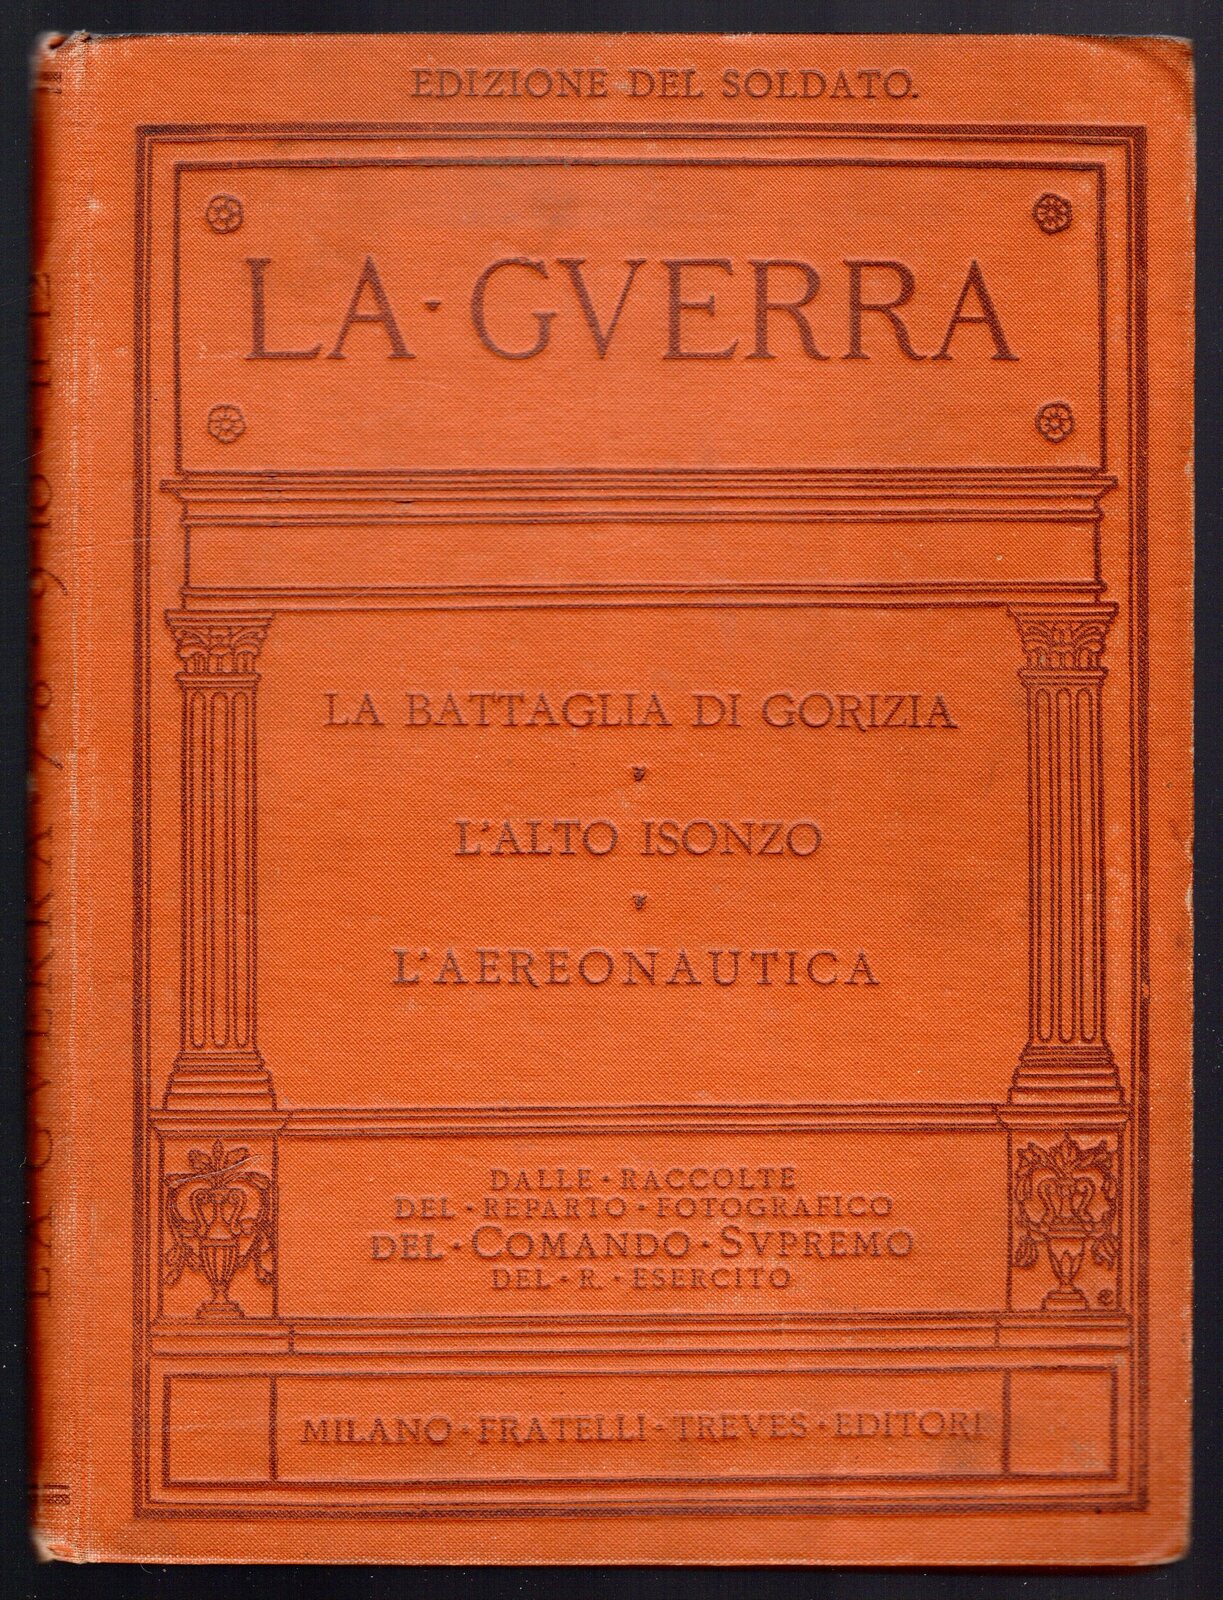 EDIZIONE DEL SOLDATO.
LA·GVERRA
LA BATTAGLIA DI GORIZIA
L'ALTO ISONZO
L'AEREONAUTICA
DALLE·RACCOLTE
DEL·REPARTO·FOTOGRAFICO
DEL·COMANDO·SVPREMO
DEL·R.·ESERCITO
MILANO·FRATELLI·TREVES·EDITORI